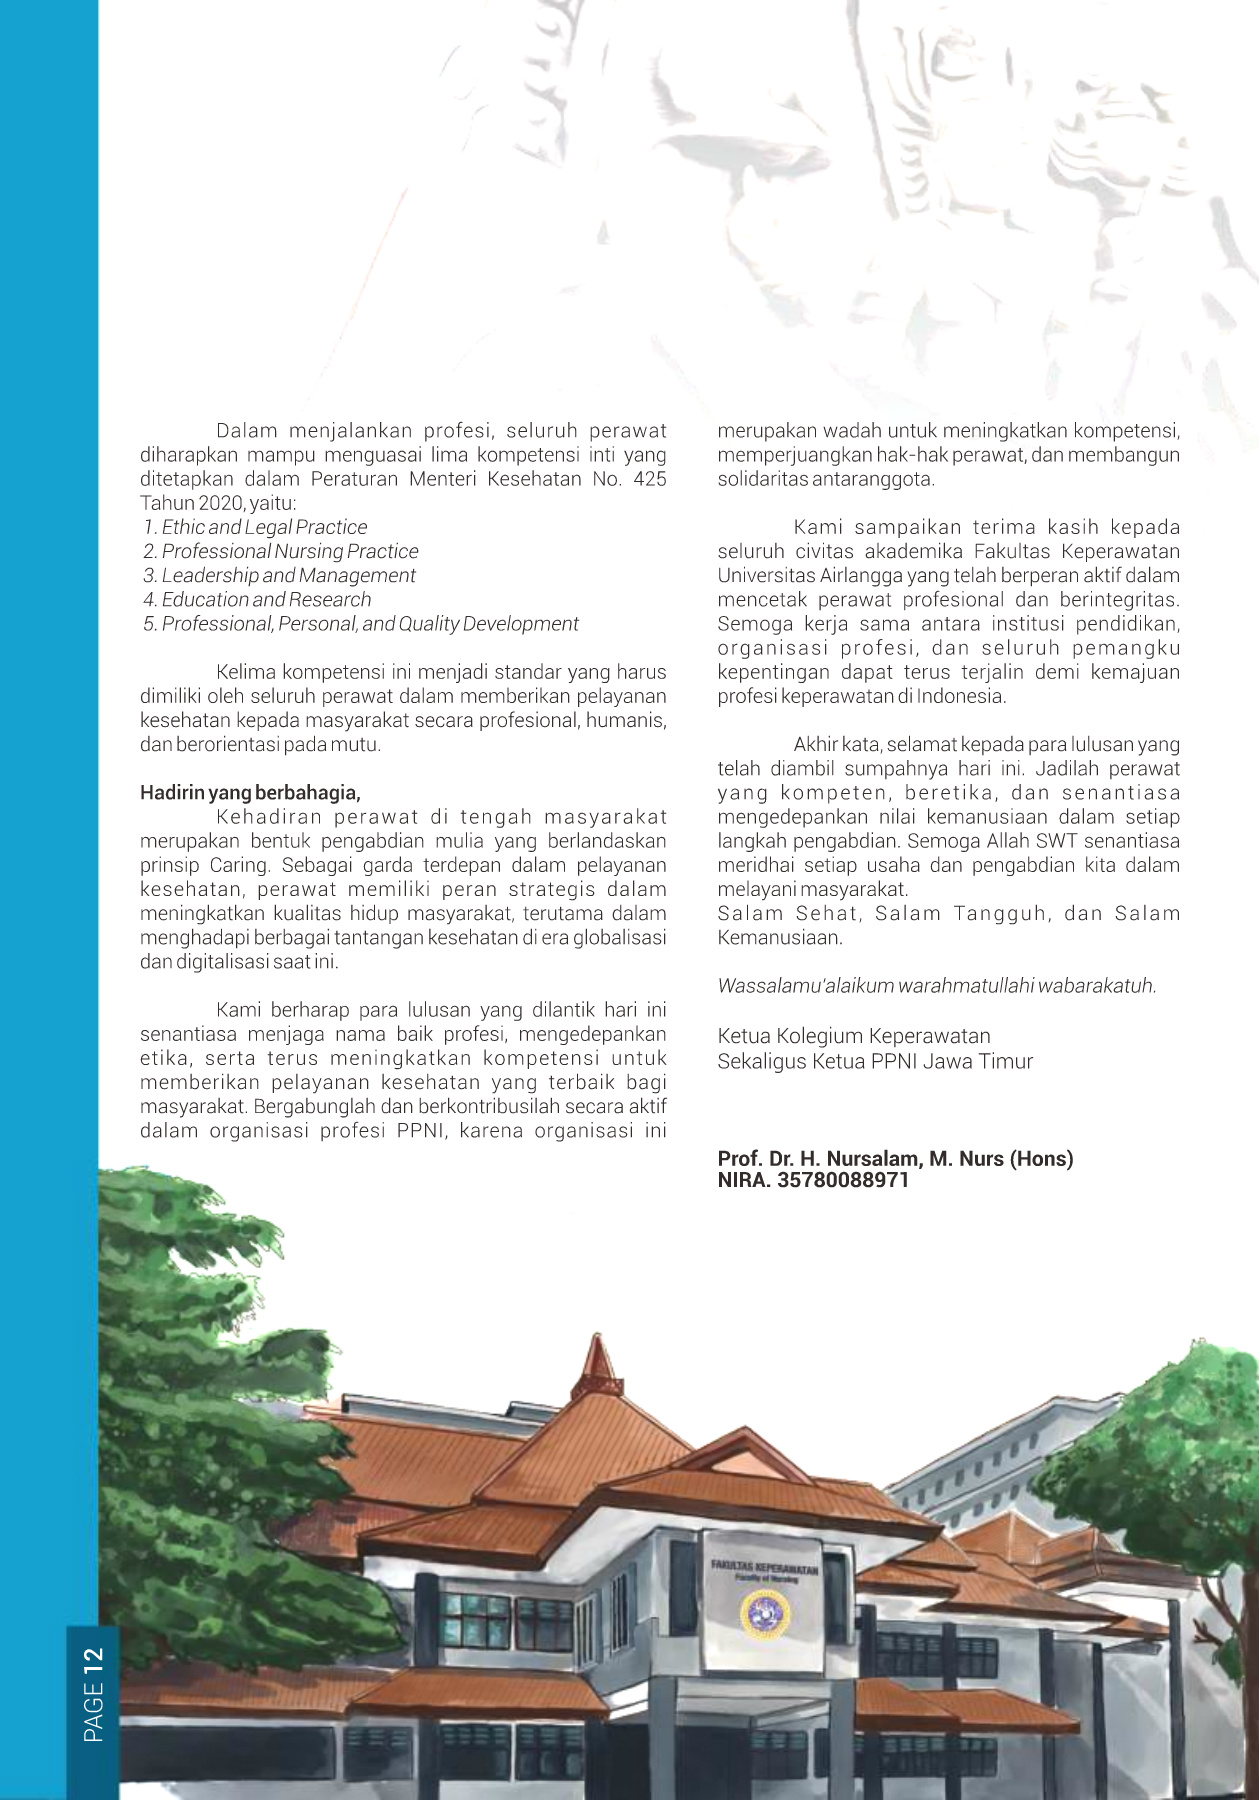 Dalam menjalankan profesi, seluruh perawat
diharapkan mampu menguasai lima kompetensi inti yang
ditetapkan dalam Peraturan Menteri Kesehatan No. 425
Tahun 2020, yaitu:
1. Ethic and Legal Practice
2. Professional Nursing Practice
3. Leadership and Management
4. Education and Research
5. Professional, Personal, and Quality Development
Kelima kompetensi ini menjadi standar yang harus
dimiliki oleh seluruh perawat dalam memberikan pelayanan
kesehatan kepada masyarakat secara profesional, humanis,
dan berorientasi pada mutu.
Hadirin yang berbahagia,
Kehadiran perawat di tengah masyarakat
merupakan bentuk pengabdian mulia yang berlandaskan
prinsip Caring. Sebagai garda terdepan dalam pelayanan
kesehatan, perawat memiliki peran strategis dalam
meningkatkan kualitas hidup masyarakat, terutama dalam
menghadapi berbagai tantangan kesehatan di era globalisasi
dan digitalisasi saat ini.
Kami berharap para lulusan yang dilantik hari ini
senantiasa menjaga nama baik profesi, mengedepankan
etika, serta terus meningkatkan kompetensi untuk
memberikan pelayanan kesehatan yang terbaik bagi
masyarakat. Bergabunglah dan berkontribusilah secara aktif
dalam organisasi profesi PPNI, karena organisasi ini
merupakan wadah untuk meningkatkan kompetensi,
memperjuangkan hak-hak perawat, dan membangun
solidaritas antaranggota.
Kami sampaikan terima kasih kepada
seluruh civitas akademika Fakultas Keperawatan
Universitas Airlangga yang telah berperan aktif dalam
mencetak perawat profesional dan berintegritas.
Semoga kerja sama antara institusi pendidikan,
organisasi profesi, dan seluruh pemangku
kepentingan dapat terus terjalin demi kemajuan
profesi keperawatan di Indonesia.
Akhir kata, selamat kepada para lulusan yang
telah diambil sumpahnya hari ini. Jadilah perawat
yang kompeten, beretika, dan senantiasa
mengedepankan nilai kemanusiaan dalam setiap
langkah pengabdian. Semoga Allah SWT senantiasa
meridhai setiap usaha dan pengabdian kita dalam
melayani masyarakat.
Salam Sehat, Salam Tangguh, dan Salam
Kemanusiaan.
Wassalamu'alaikum warahmatullahi wabarakatuh.
Ketua Kolegium Keperawatan
Sekaligus Ketua PPNI Jawa Timur
Prof. Dr. H. Nursalam, M. Nurs (Hons)
NIRA. 35780088971
FAKULTAS KEPERAWATAN
Faculty of Nursing
PAGE 12